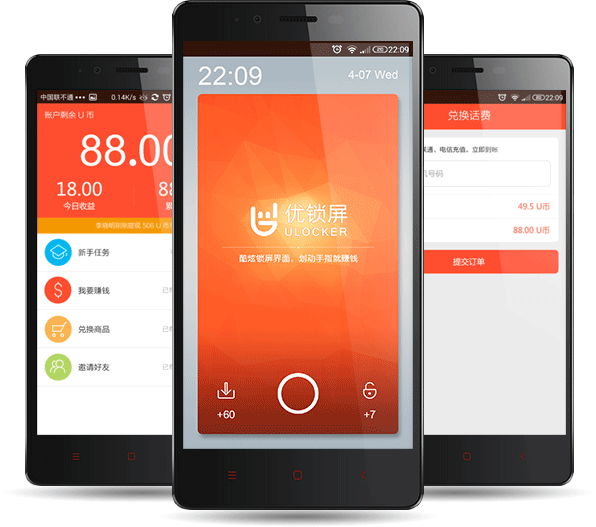 中国联不通 0.14K/s
账户剩余 U 币
88.00
18.00
今日收益
新手任务
我要赚钱
兑换商品
邀请好友
22:09
22:09
4-07 Wed
优锁屏
ULOCKER
酷炫锁屏界面，划动手指就赚钱
+60
+7
22:09
兑换话费
联通、电信充值，立即到帐
机号码
49.5 U币
88.00 U币
提交订单